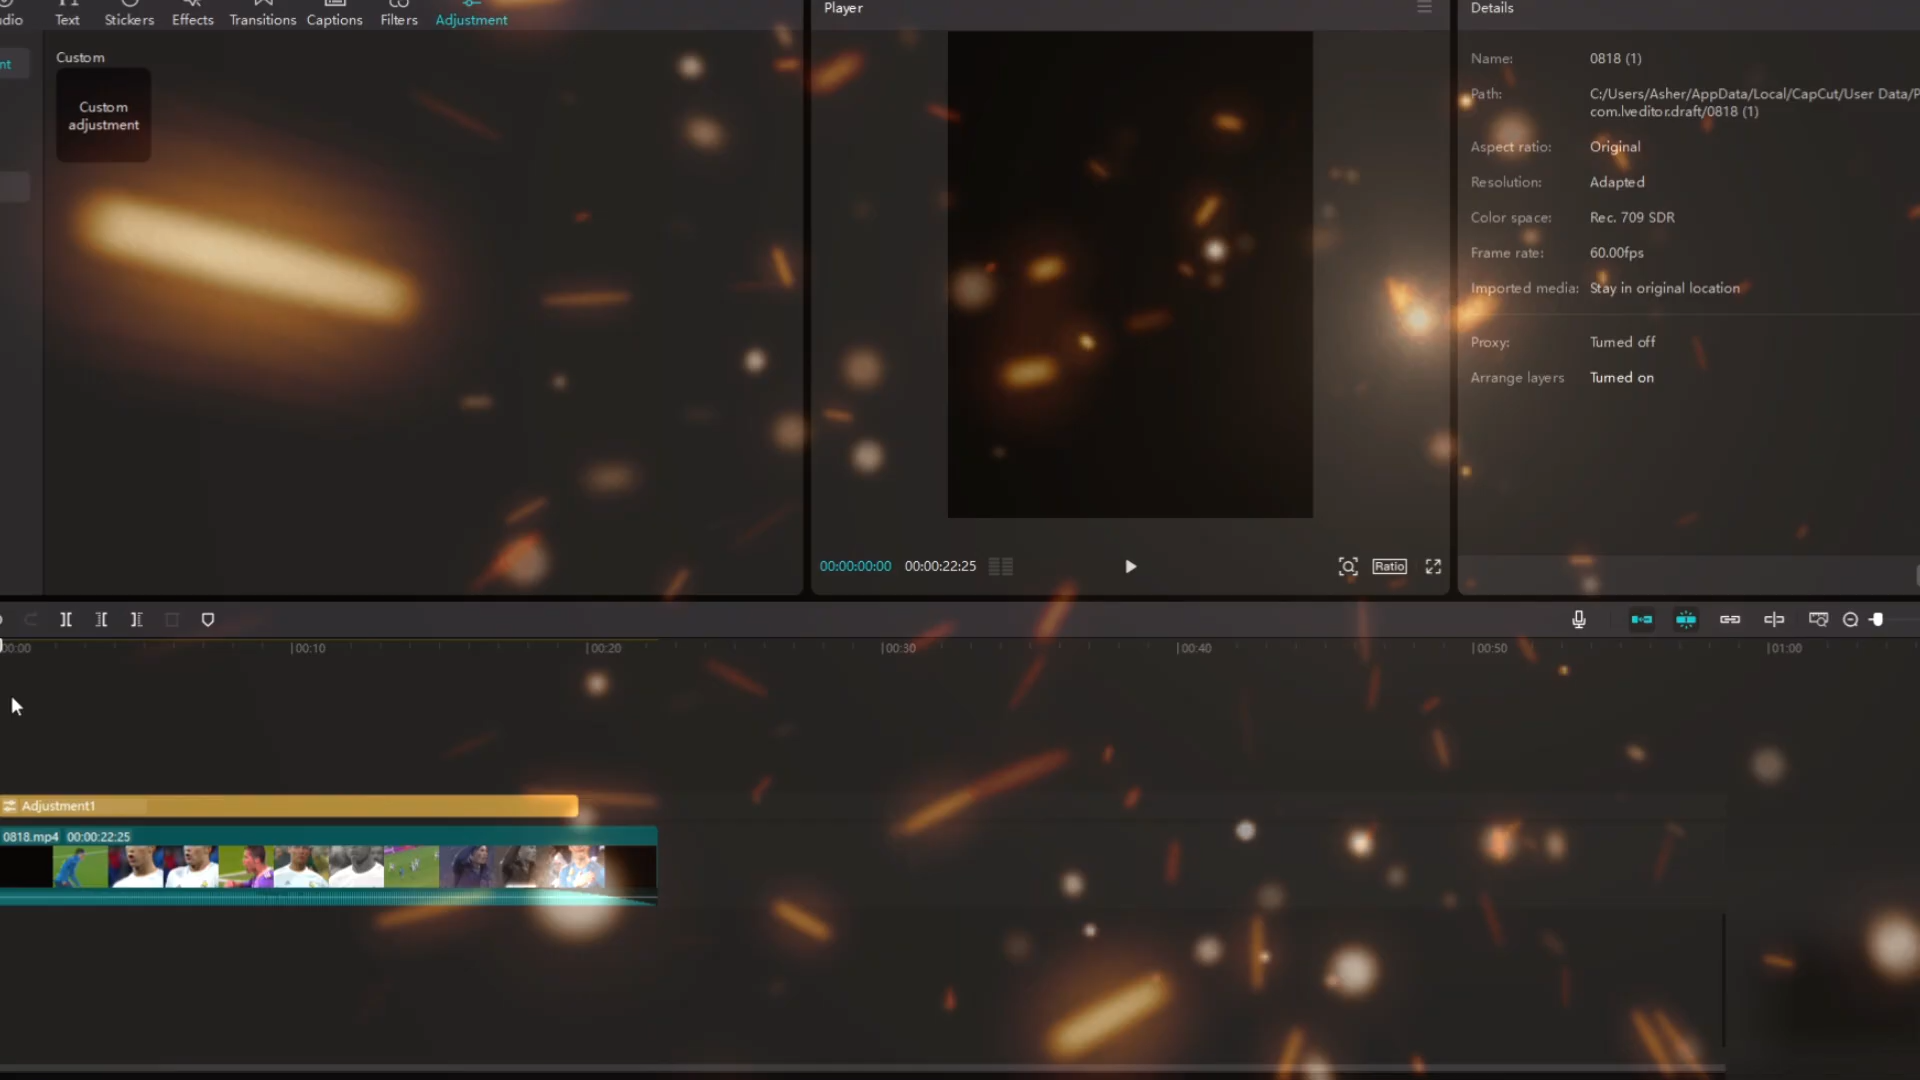 dio Text Stickers Effects Transitions Captions Filters Adjustment
nt
Custom
Custom
adjustment
Player
00:00:00:00 00:00:22:25
Ratio
Details
Name: 0818 (1)
Path: C:/Users/Asher/AppData/Local/CapCut/User Data/P
com.lveditor.draft/0818 (1)
Aspect ratio: Original
Resolution: Adapted
Color space: Rec. 709 SDR
Frame rate: 60.00fps
Imported media: Stay in original location
Proxy: Turned off
Arrange layers Turned on
00:00 00:10 00:20 00:30 00:40 00:50 01:00
Adjustment1
0818.mp4 00:00:22:25